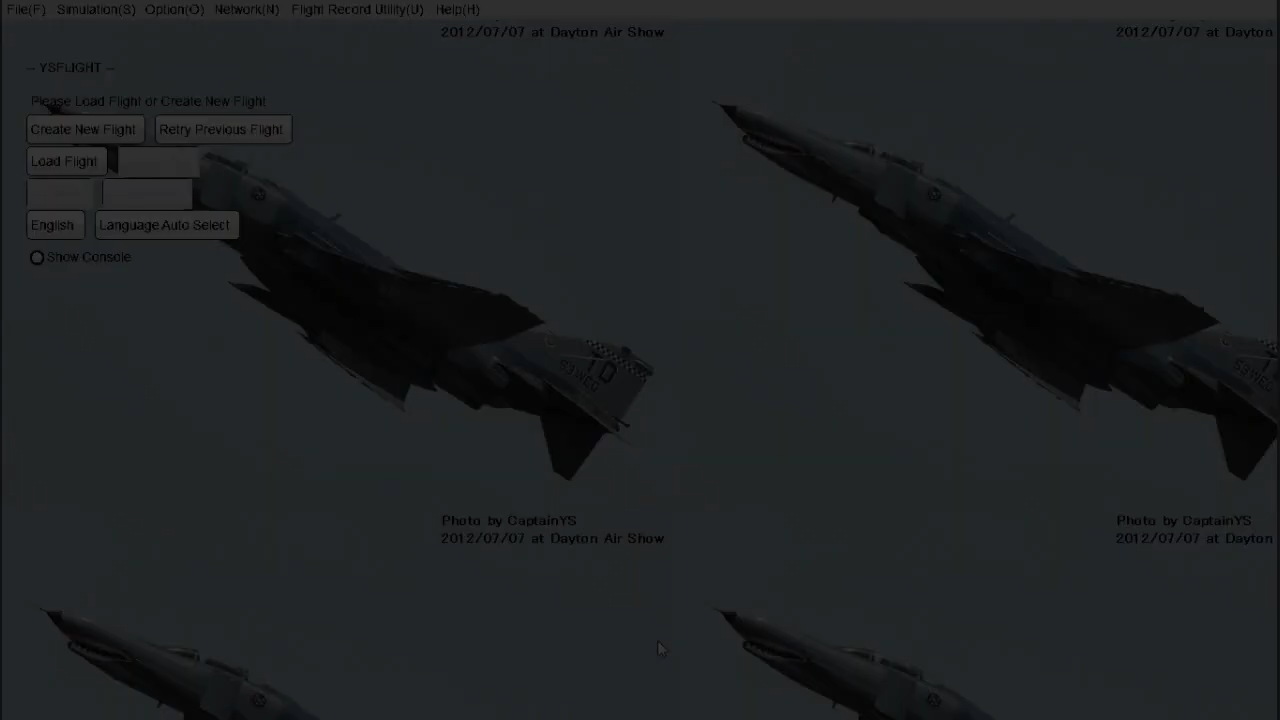 File(F) Simulation(S) Option(O) Network(N) Flight Record Utility(U) Help(H)
2012/07/07 at Dayton Air Show
2012/07/07 at Dayton
-- YSFLIGHT --
Please Load Flight or Create New Flight
Create New Flight Retry Previous Flight
Load Flight
English Language Auto Select
Show Console
TD
53WEG
53WEG
Photo by CaptainYS
2012/07/07 at Dayton Air Show
Photo by CaptainYS
2012/07/07 at Dayton